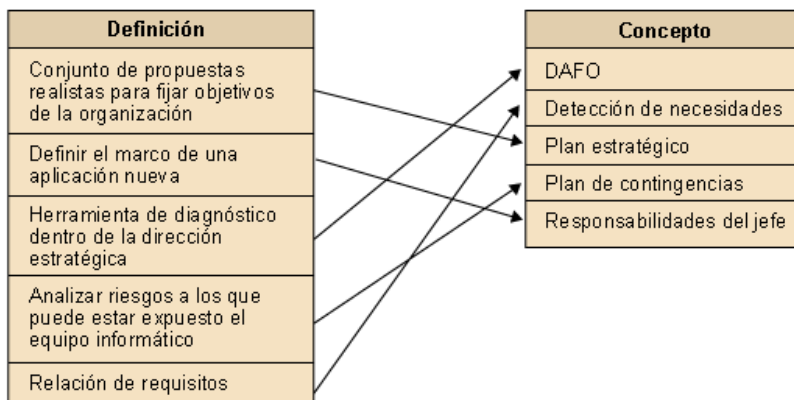 Definición
Conjunto de propuestas
realistas para fijar objetivos
de la organización
Definir el marco de una
aplicación nueva
Herramienta de diagnóstico
dentro de la dirección
estratégica
Analizar riesgos a los que
puede estar expuesto el
equipo informático
Relación de requisitos
Concepto
DAFO
Detección de necesidades
Plan estratégico
Plan de contingencias
Responsabilidades del jefe